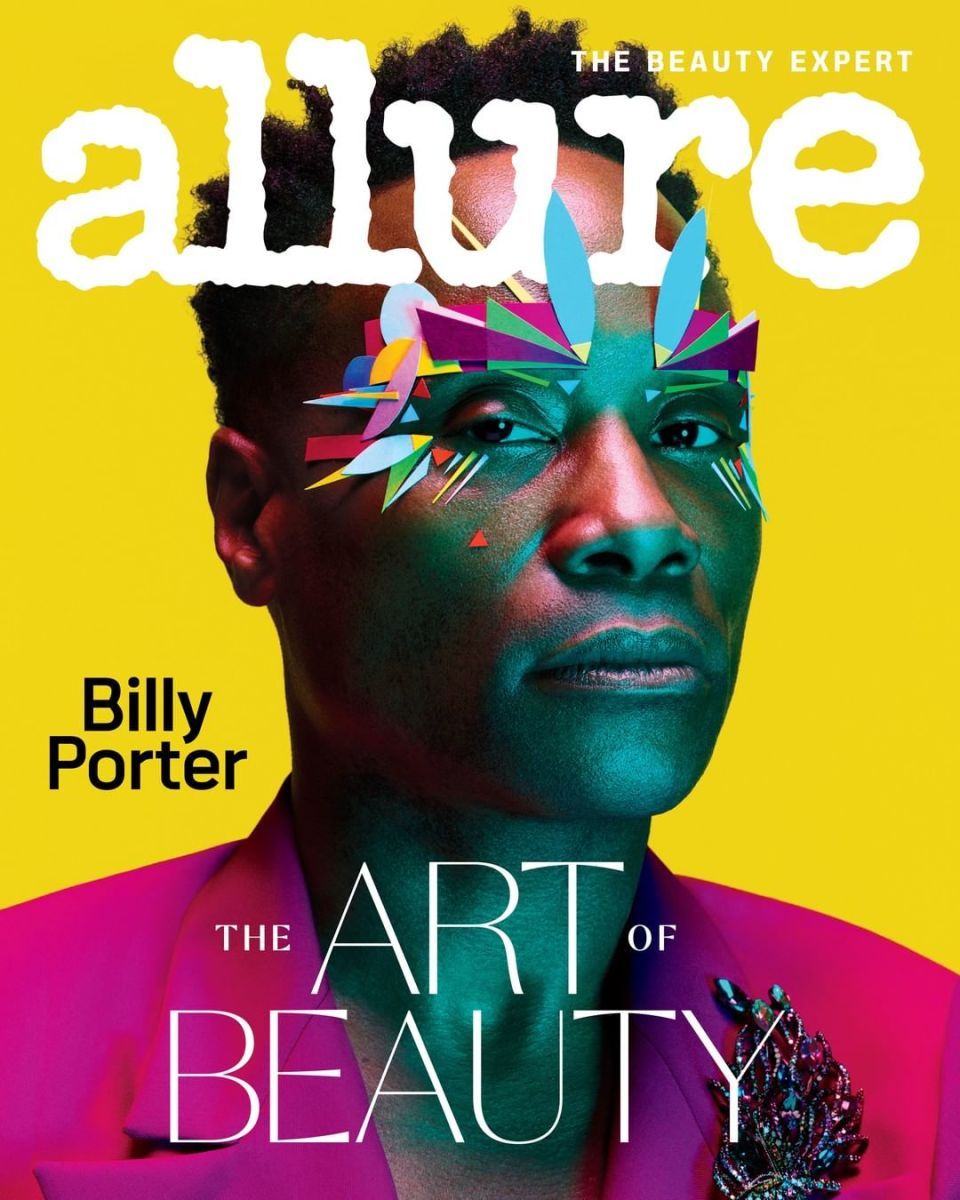 THE BEAUTY EXPERT
allure
Billy
Porter
THE ART OF
BEAUTY